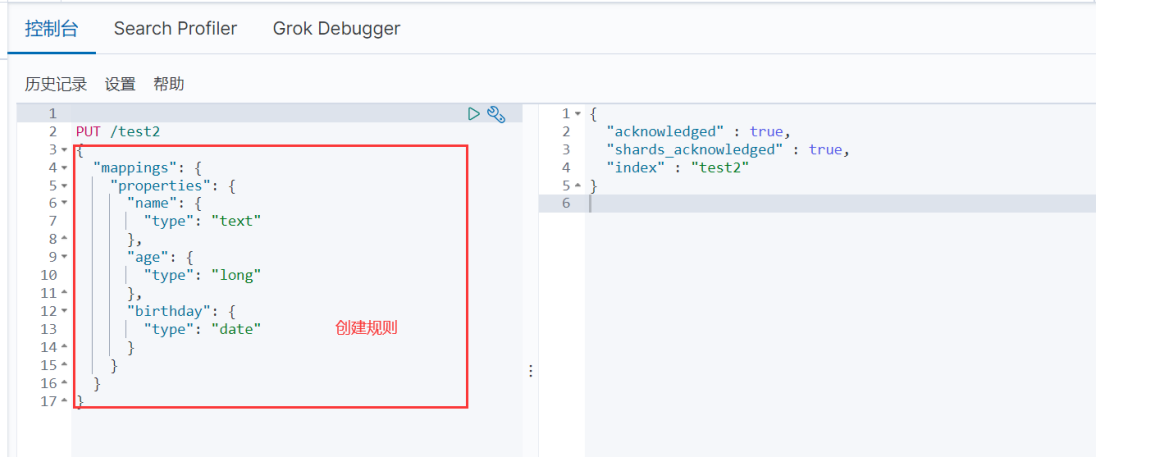 控制台 Search Profiler Grok Debugger
历史记录 设置 帮助
1
2 PUT /test2
3 {
4 "mappings": {
5 "properties": {
6 "name": {
7 "type": "text"
8 },
9 "age": {
10 "type": "long"
11 },
12 "birthday": {
13 "type": "date" 创建规则
14 }
15 }
16 }
17 }
1 {
2 "acknowledged" : true,
3 "shards_acknowledged" : true,
4 "index" : "test2"
5 }
6